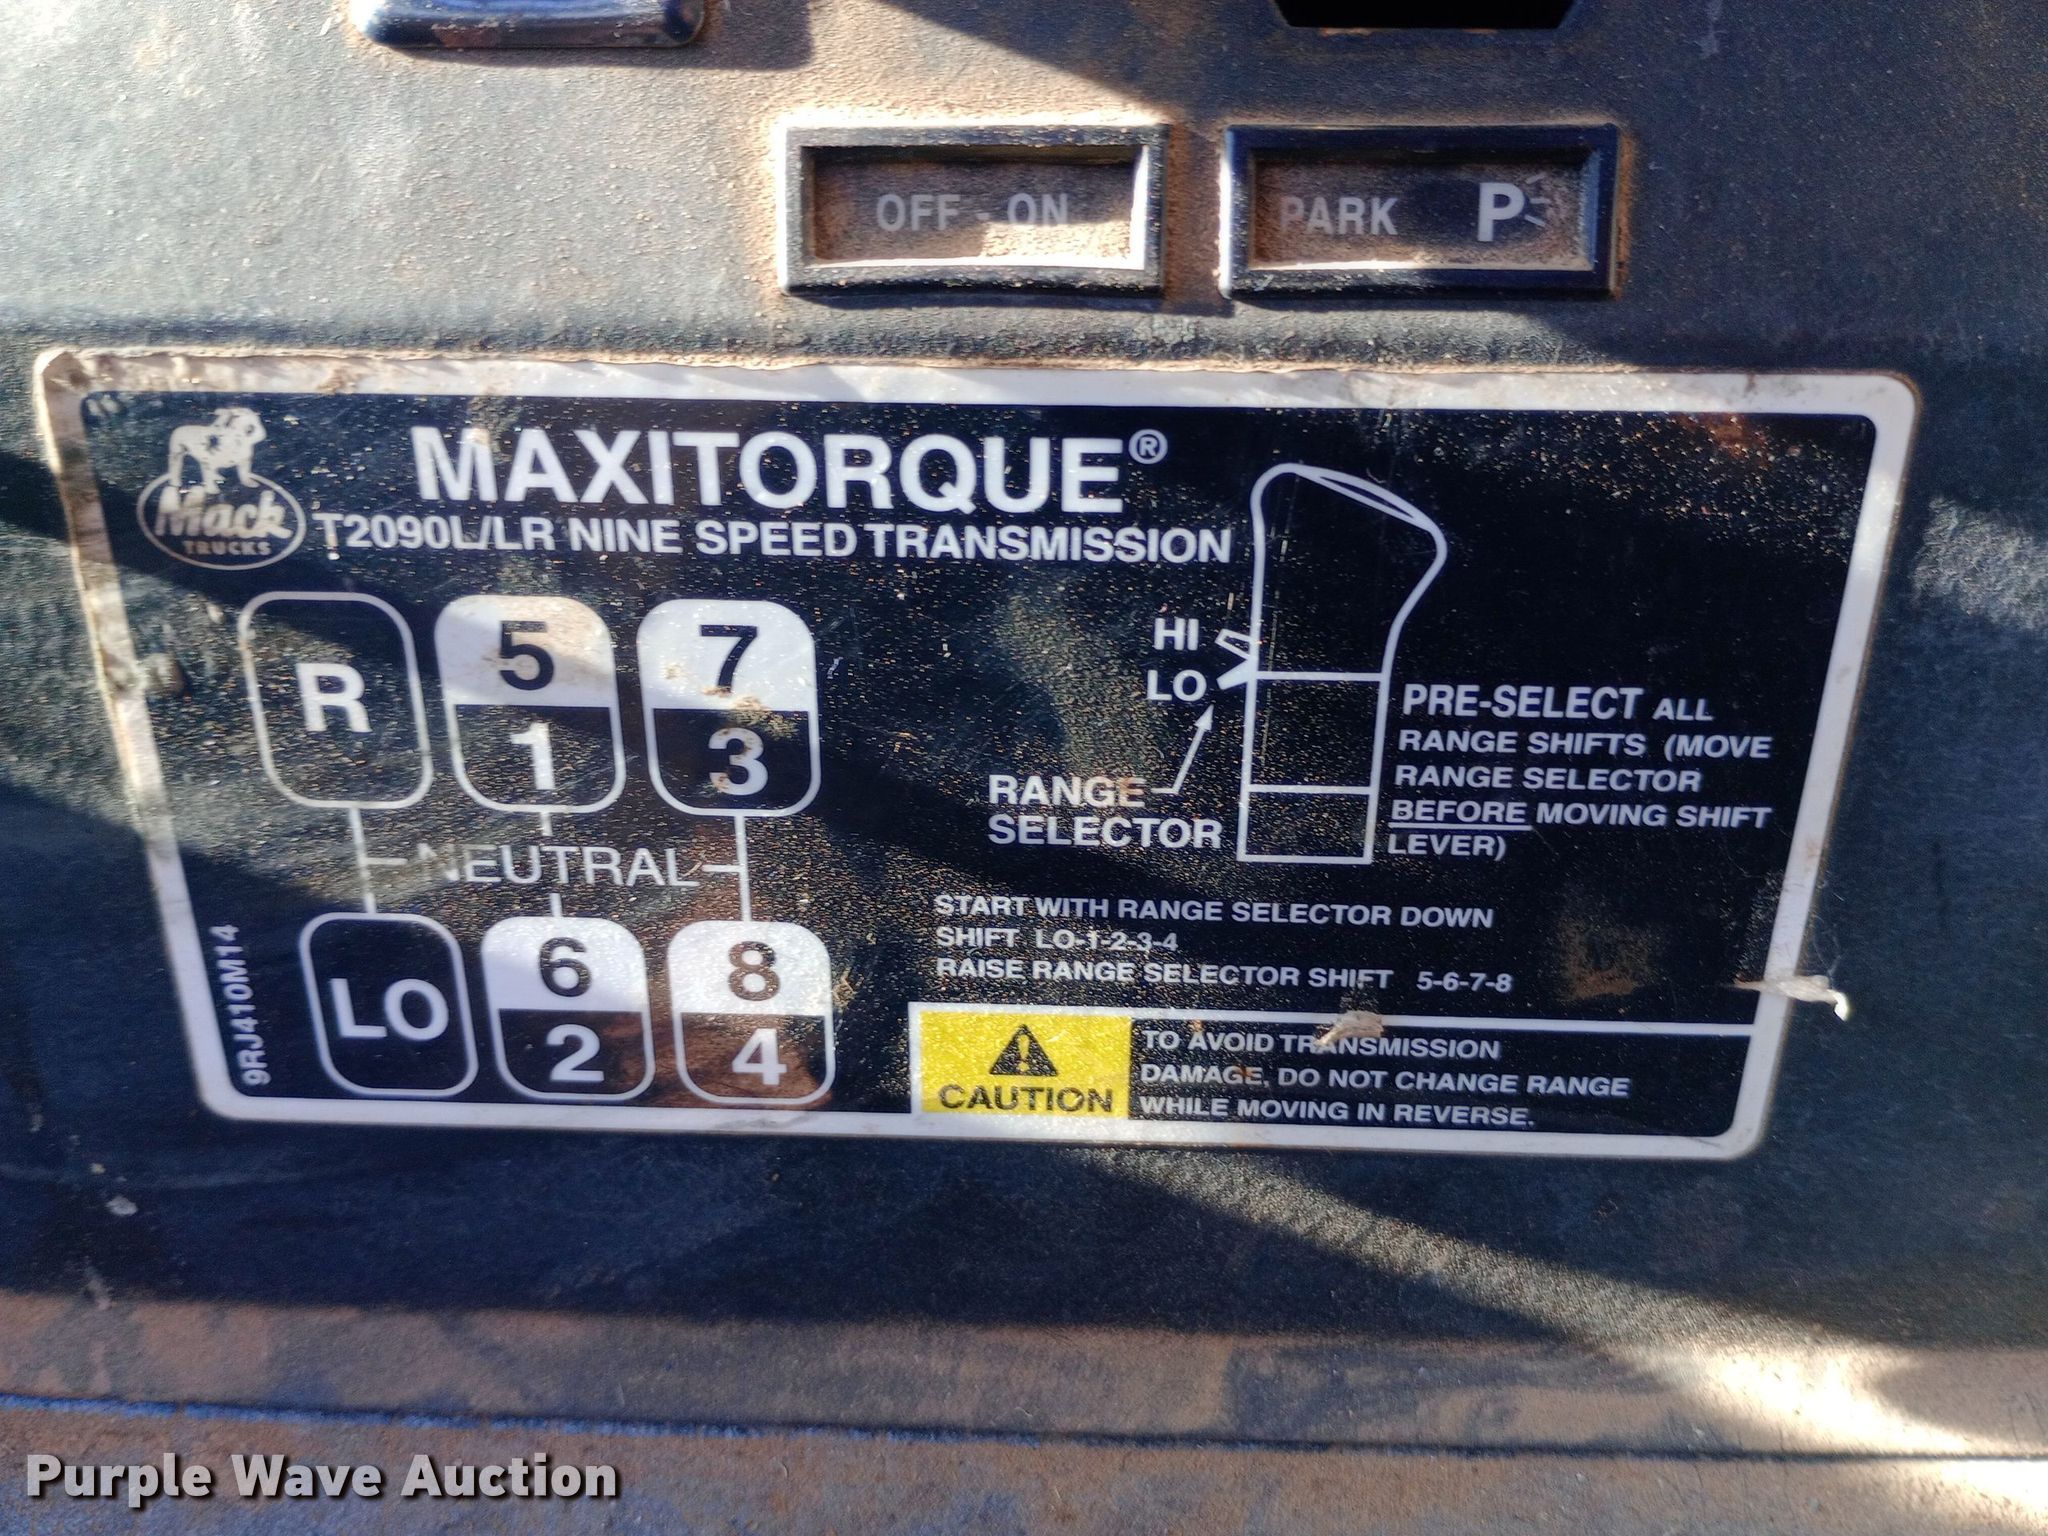 OFF - ON
PARK P
Mack
TRUCKS
MAXITORQUE®
T2090L/LR NINE SPEED TRANSMISSION
R 5 7
1 3
NEUTRAL
LO 6 8
2 4
9RJ410M14
HI
LO
RANGE
SELECTOR
PRE-SELECT ALL
RANGE SHIFTS (MOVE
RANGE SELECTOR
BEFORE MOVING SHIFT
LEVER)
START WITH RANGE SELECTOR DOWN
SHIFT LO-1-2-3-4
RAISE RANGE SELECTOR SHIFT 5-6-7-8
CAUTION
TO AVOID TRANSMISSION
DAMAGE, DO NOT CHANGE RANGE
WHILE MOVING IN REVERSE.
Purple Wave Auction